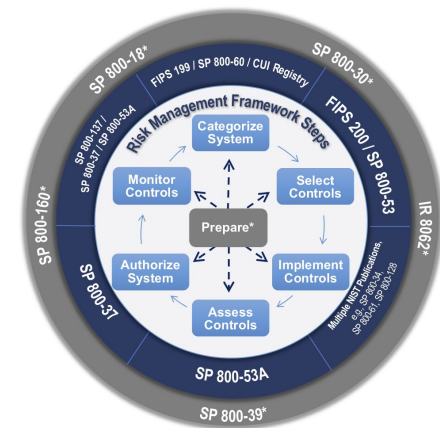 SP 800-18*
SP 800-30*
IR 8062*
SP 800-39*
SP 800-160*
FIPS 199 / SP 800-60 / CUI Registry
FIPS 200 / SP 800-53
Multiple NIST Publications,
e.g., SP 800-34,
SP 800-61, SP 800-128
SP 800-53A
SP 800-37
SP 800-137 /
SP 800-37 / SP 800-53A
Risk Management Framework Steps
Categorize
System
Select
Controls
Implement
Controls
Assess
Controls
Authorize
System
Monitor
Controls
Prepare*